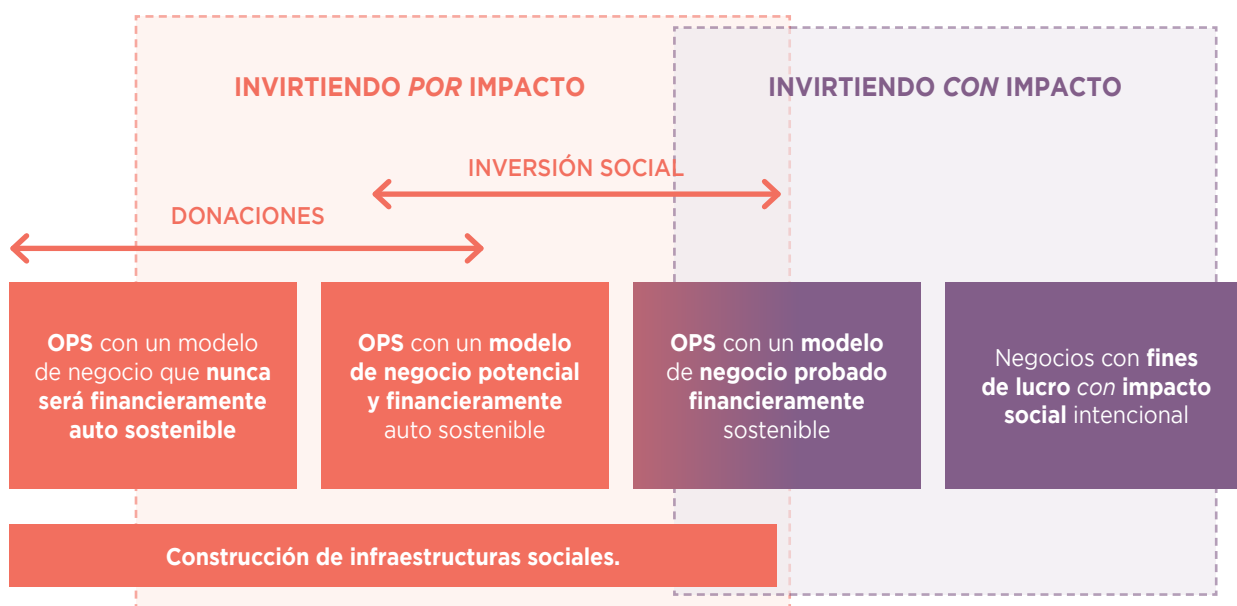 INVIRTIENDO POR IMPACTO
INVIRTIENDO CON IMPACTO
INVERSIÓN SOCIAL
DONACIONES
OPS con un modelo
de negocio que nunca
será financieramente
auto sostenible
OPS con un modelo
de negocio potencial
y financieramente
auto sostenible
OPS con un modelo
de negocio probado
financieramente
sostenible
Negocios con fines
de lucro con impacto
social intencional
Construcción de infraestructuras sociales.